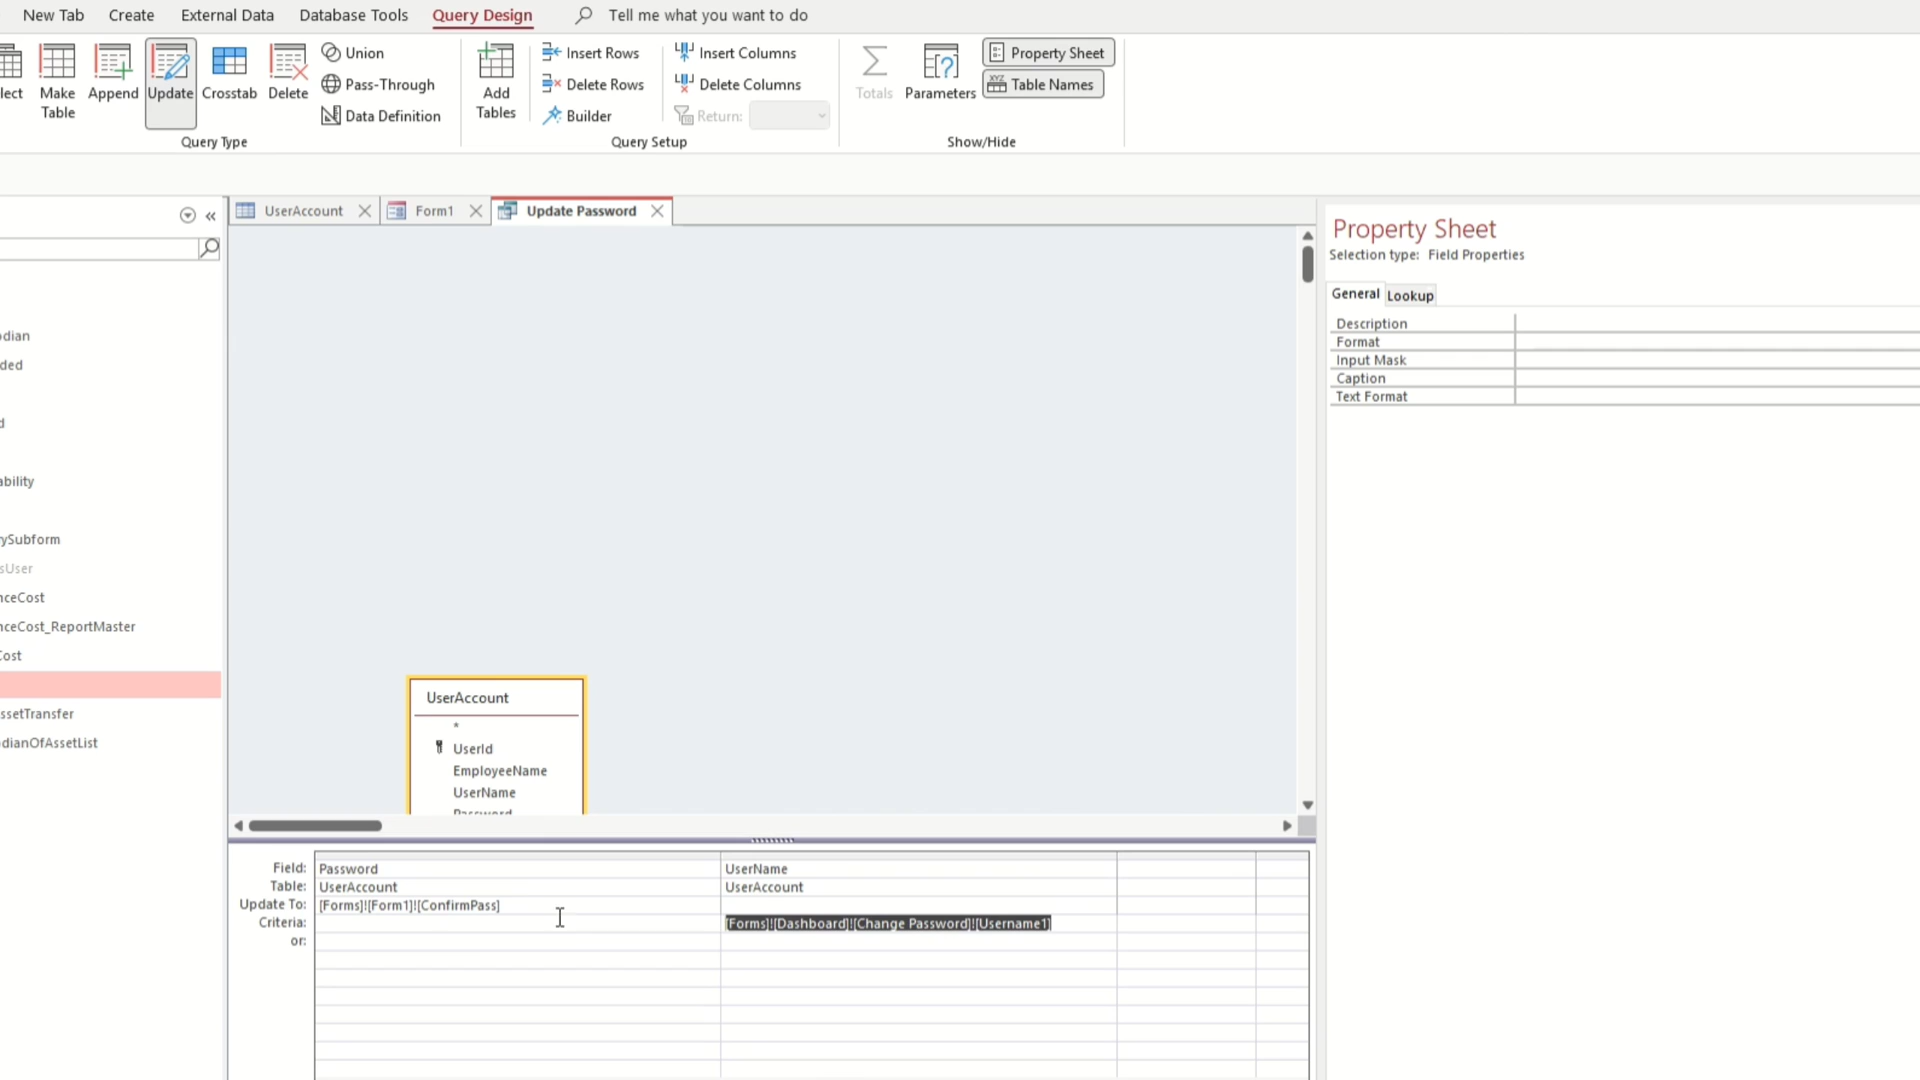 New Tab
Create
External Data
Database Tools
Query Design
Tell me what you want to do
lect
Make
Table
Append
Update
Crosstab
Delete
Union
Pass-Through
Data Definition
Query Type
Add
Tables
Insert Rows
Delete Rows
Builder
Insert Columns
Delete Columns
Return:
Query Setup
Totals
Parameters
Property Sheet
Table Names
Show/Hide
UserAccount
Form1
Update Password
odian
ded
d
ability
ySubform
sUser
nceCost
nceCost_ReportMaster
Cost
ssetTransfer
dianOfAssetList
UserAccount
*
UserId
EmployeeName
UserName
Password
Field: Password UserName
Table: UserAccount UserAccount
Update To: [Forms]![Form1]![ConfirmPass]
Criteria: [Forms]![Dashboard]![Change Password]![Username1]
or:
Property Sheet
Selection type: Field Properties
General
Lookup
Description
Format
Input Mask
Caption
Text Format